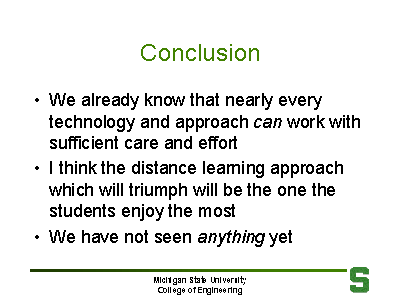 Conclusion
• We already know that nearly every
technology and approach can work with
sufficient care and effort
• I think the distance learning approach
which will triumph will be the one the
students enjoy the most
• We have not seen anything yet
Michigan State University
College of Engineering
S